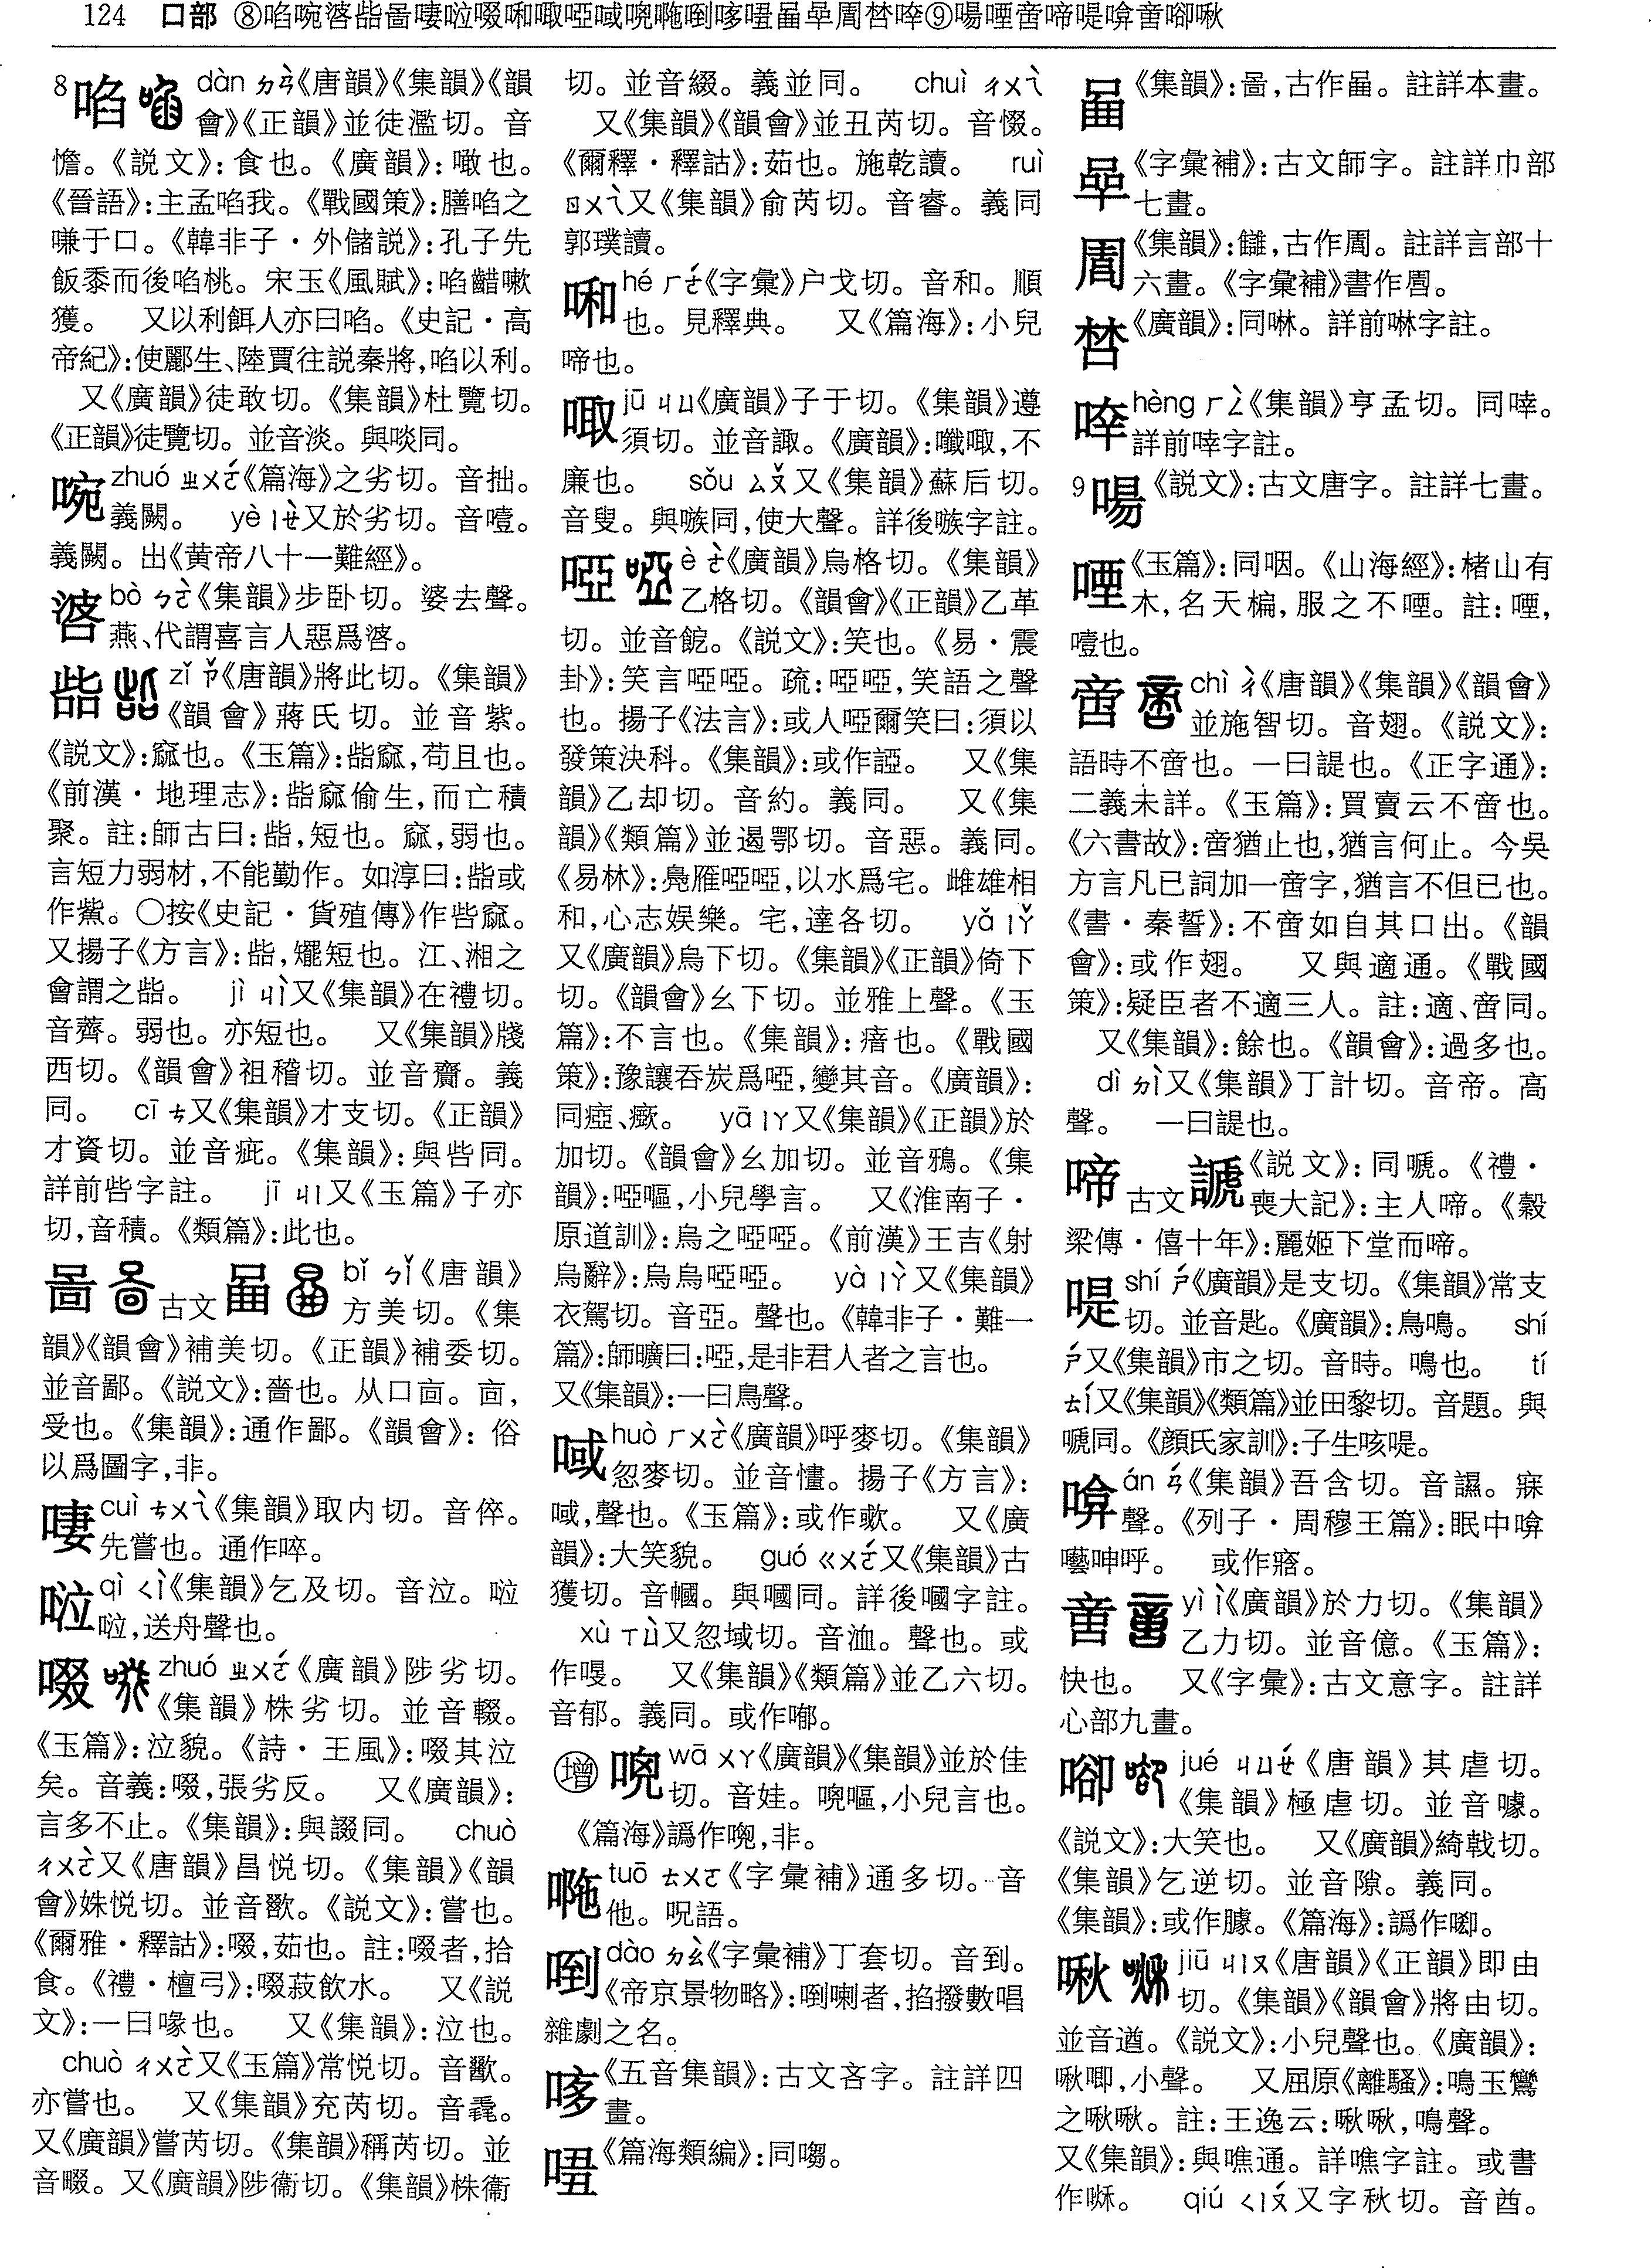 124 口部 ⑧啗啘㗞啙啚啛啦啜啝啣啞啯㖸㖿啅哆唔啚㫗周㗐啈⑨啺㖶啻啼㖷啽啻㖸啾
8 啗 dàn ㄉㄢˋ《唐韻》《集韻》《韻
會》《正韻》並徒濫切。音
憺。《説文》:食也。《廣韻》:噉也。
《晉語》:主孟啗我。《戰國策》:膳啗之
嗛于口。《韓非子·外儲説》:孔子先
飯黍而後啗桃。宋玉《風賦》:啗齰嗽
獲。 又以利餌人亦曰啗。《史記·高
帝紀》:使酈生、陸賈往説秦將,啗以利。
又《廣韻》徒敢切。《集韻》杜覽切。
《正韻》徒覽切。並音淡。與啖同。
啘 zhuó ㄓㄨㄛˊ《篇海》之劣切。音拙。
義闕。 yè ㄧㄝˋ又於劣切。音噎。
義闕。出《黄帝八十一難經》。
bò ㄅㄛˋ《集韻》步卧切。婆去聲。
燕、代謂喜言人惡爲㗞。
啙 zǐ ㄗˇ《唐韻》將此切。《集韻》
《韻會》蔣氏切。並音紫。
《説文》:窳也。《玉篇》:啙窳,苟且也。
《前漢·地理志》:啙窳偷生,而亡積
聚。註:師古曰:啙,短也。窳,弱也。
言短力弱材,不能勤作。如淳曰:啙或
作鮆。〇按《史記·貨殖傳》作呰窳。
又揚子《方言》:啙,矲短也。江、湘之
會謂之啙。 jì ㄐㄧˋ又《集韻》在禮切。
音薺。弱也。亦短也。 又《集韻》牋
西切。《韻會》祖稽切。並音齎。義
同。 cī ㄘ又《集韻》才支切。《正韻》
才資切。並音疵。《集韻》:與呰同。
詳前呰字註。 jī ㄐㄧ又《玉篇》子亦
切,音積。《類篇》:此也。
啚 古文 bǐ ㄅㄧˇ《唐韻》
方美切。《集
韻》《韻會》補美切。《正韻》補委切。
並音鄙。《説文》:嗇也。从口㐭。㐭,
受也。《集韻》:通作鄙。《韻會》:俗
以爲圖字,非。
啛 cuì ㄘㄨㄟˋ《集韻》取内切。音倅。
先嘗也。通作啐。
啦 qì ㄑㄧˋ《集韻》乞及切。音泣。啦
啦,送舟聲也。
啜 zhuó ㄓㄨㄛˊ《廣韻》陟劣切。
《集韻》株劣切。並音輟。
《玉篇》:泣貌。《詩·王風》:啜其泣
矣。音義:啜,張劣反。 又《廣韻》:
言多不止。《集韻》:與諁同。 chuò
ㄔㄨㄛˋ又《唐韻》昌悦切。《集韻》《韻
會》姝悦切。並音歠。《説文》:嘗也。
《爾雅·釋詁》:啜,茹也。註:啜者,拾
食。《禮·檀弓》:啜菽飲水。 又《説
文》:一曰喙也。 又《集韻》:泣也。
chuò ㄔㄨㄛˋ又《玉篇》常悦切。音歠。
亦嘗也。 又《集韻》充芮切。音毳。
又《廣韻》嘗芮切。《集韻》稱芮切。並
音啜。又《廣韻》陟衞切。《集韻》株衞
切。並音綴。義並同。 chuì ㄔㄨㄟˋ
又《集韻》《韻會》並丑芮切。音惙。
《爾釋·釋詁》:茹也。施乾讀。 ruì
ㄖㄨㄟˋ又《集韻》俞芮切。音睿。義同
郭璞讀。
啝 hé ㄏㄜˊ《字彙》户戈切。音和。順
也。見釋典。 又《篇海》:小兒
啼也。
㖩 jū ㄐㄩ《廣韻》子于切。《集韻》遵
須切。並音諏。《廣韻》:嚵㖩,不
廉也。 sǒu ㄙㄡˇ又《集韻》蘇后切。
音叟。與嗾同,使大聲。詳後嗾字註。
啞 è ㄜˋ《廣韻》烏格切。《集韻》
乙格切。《韻會》《正韻》乙革
切。並音餩。《説文》:笑也。《易·震
卦》:笑言啞啞。疏:啞啞,笑語之聲
也。揚子《法言》:或人啞爾笑曰:須以
發策決科。《集韻》:或作䛩。 又《集
韻》乙却切。音約。義同。 又《集
韻》《類篇》並遏鄂切。音惡。義同。
《易林》:鳧雁啞啞,以水爲宅。雌雄相
和,心志娱樂。宅,達各切。 yǎ ㄧㄚˇ
又《廣韻》烏下切。《集韻》《正韻》倚下
切。《韻會》幺下切。並雅上聲。《玉
篇》:不言也。《集韻》:瘖也。《戰國
策》:豫讓吞炭爲啞,變其音。《廣韻》:
同瘂、瘶。 yā ㄧㄚ又《集韻》《正韻》於
加切。《韻會》幺加切。並音鴉。《集
韻》:啞嘔,小兒學言。 又《淮南子·
原道訓》:烏之啞啞。《前漢》王吉《射
烏辭》:烏烏啞啞。 yà ㄧㄚˋ又《集韻》
衣駕切。音亞。聲也。《韓非子·難一
篇》:師曠曰:啞,是非君人者之言也。
又《集韻》:一曰鳥聲。
㖪 huò ㄏㄨㄛˋ《廣韻》呼麥切。《集韻》
忽麥切。並音㦎。揚子《方言》:
㖪,聲也。《玉篇》:或作㰲。 又《廣
韻》:大笑貌。 guó ㄍㄨㄛˊ又《集韻》古
獲切。音幗。與嘓同。詳後嘓字註。
xù ㄒㄩˋ又忽域切。音洫。聲也。或
作嘎。 又《集韻》《類篇》並乙六切。
音郁。義同。或作喐。
增 wā ㄨㄚ《廣韻》《集韻》並於佳
切。音娃。唲嘔,小兒言也。
《篇海》譌作唲,非。
tuō ㄊㄨㄛ《字彙補》通多切。音
他。呪語。
㖪 dào ㄉㄠˋ《字彙補》丁套切。音到。
《帝京景物略》:倒喇者,掐撥數唱
雜劇之名。
《五音集韻》:古文吝字。註詳四
畫。
《篇海類編》:同㗅。
《集韻》:啚,古作𠷎。註詳本畫。
《字彙補》:古文師字。註詳巾部
七畫。
《集韻》:讎,古作𠹝。註詳言部十
六畫。《字彙補》書作𠱬。
《廣韻》:同啉。詳前啉字註。
啈 hèng ㄏㄥˋ《集韻》亨孟切。同悻。
詳前悻字註。
9 啺 《説文》:古文唐字。註詳七畫。
㖶 《玉篇》:同咽。《山海經》:楮山有
木,名天楄,服之不㖶。註:㖶,
噎也。
啻 chì ㄔˋ《唐韻》《集韻》《韻會》
並施智切。音翅。《説文》:
語時不啻也。一曰諟也。《正字通》:
二義未詳。《玉篇》:買賣云不啻也。
《六書故》:啻猶止也,猶言何止。今吳
方言凡已詞加一啻字,猶言不但已也。
《書·秦誓》:不啻如自其口出。《韻
會》:或作翅。 又與適通。《戰國
策》:疑臣者不適三人。註:適、啻同。
又《集韻》:餘也。《韻會》:過多也。
dì ㄉㄧˋ又《集韻》丁計切。音帝。高
聲。 一曰諟也。
啼 古文 謕 《説文》:同嗁。《禮·
喪大記》:主人啼。《穀
梁傳·僖十年》:麗姬下堂而啼。
㖷 shí ㄕˊ《廣韻》是支切。《集韻》常支
切。並音匙。《廣韻》:鳥鳴。 shí
ㄕˊ又《集韻》市之切。音時。鳴也。 tí
ㄊㄧˊ又《集韻》《類篇》並田黎切。音題。與
嗁同。《顔氏家訓》:子生咳㖷。
啽 án ㄢˊ《集韻》吾含切。音䜙。寐
聲。《列子·周穆王篇》:眠中啽
囈呻呼。 或作㝩。
yì ㄧˋ《廣韻》於力切。《集韻》
乙力切。並音億。《玉篇》:
快也。 又《字彙》:古文意字。註詳
心部九畫。
jué ㄐㄩㄝˊ《唐韻》其虐切。
《集韻》極虐切。並音噱。
《説文》:大笑也。 又《廣韻》綺戟切。
《集韻》乞逆切。並音隙。義同。
《集韻》:或作臄。《篇海》:譌作唧。
啾 jiū ㄐㄧㄡ《唐韻》《正韻》即由
切。《集韻》《韻會》將由切。
並音遒。《説文》:小兒聲也。《廣韻》:
啾唧,小聲。 又屈原《離騷》:鳴玉鸞
之啾啾。註:王逸云:啾啾,鳴聲。
又《集韻》:與噍通。詳噍字註。或書
作㗥。 qiú ㄑㄧㄡˊ又字秋切。音酋。